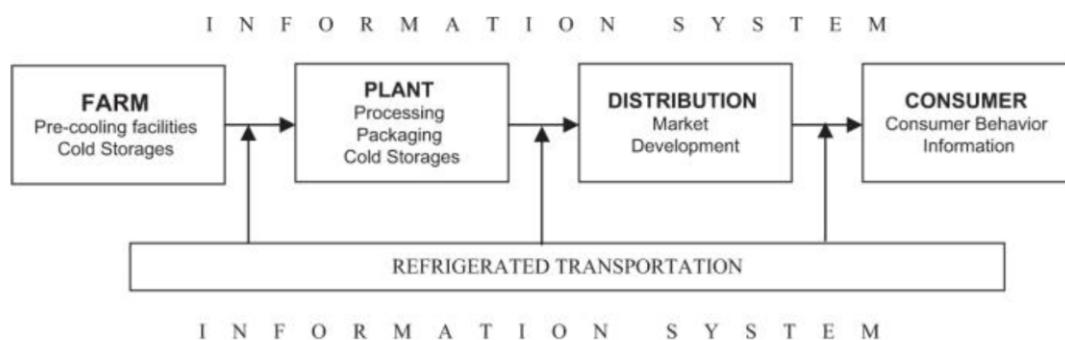 I N F O R M A T I O N S Y S T E M
FARM
Pre-cooling facilities
Cold Storages
PLANT
Processing
Packaging
Cold Storages
DISTRIBUTION
Market
Development
CONSUMER
Consumer Behavior
Information
REFRIGERATED TRANSPORTATION
I N F O R M A T I O N S Y S T E M